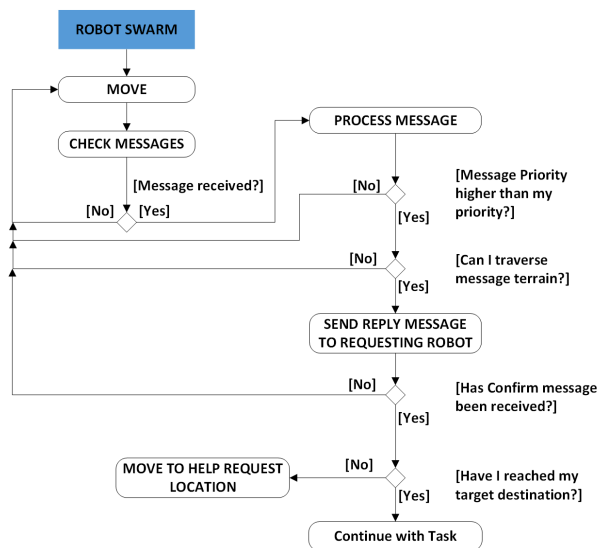 ROBOT SWARM
MOVE
CHECK MESSAGES
[Message received?]
[No]
[Yes]
PROCESS MESSAGE
[Message Priority
higher than my
priority?]
[No]
[Yes]
[Can I traverse
message terrain?]
[No]
[Yes]
SEND REPLY MESSAGE
TO REQUESTING ROBOT
[Has Confirm message
been received?]
[No]
[Yes]
[Have I reached my
target destination?]
[No]
[Yes]
MOVE TO HELP REQUEST
LOCATION
Continue with Task